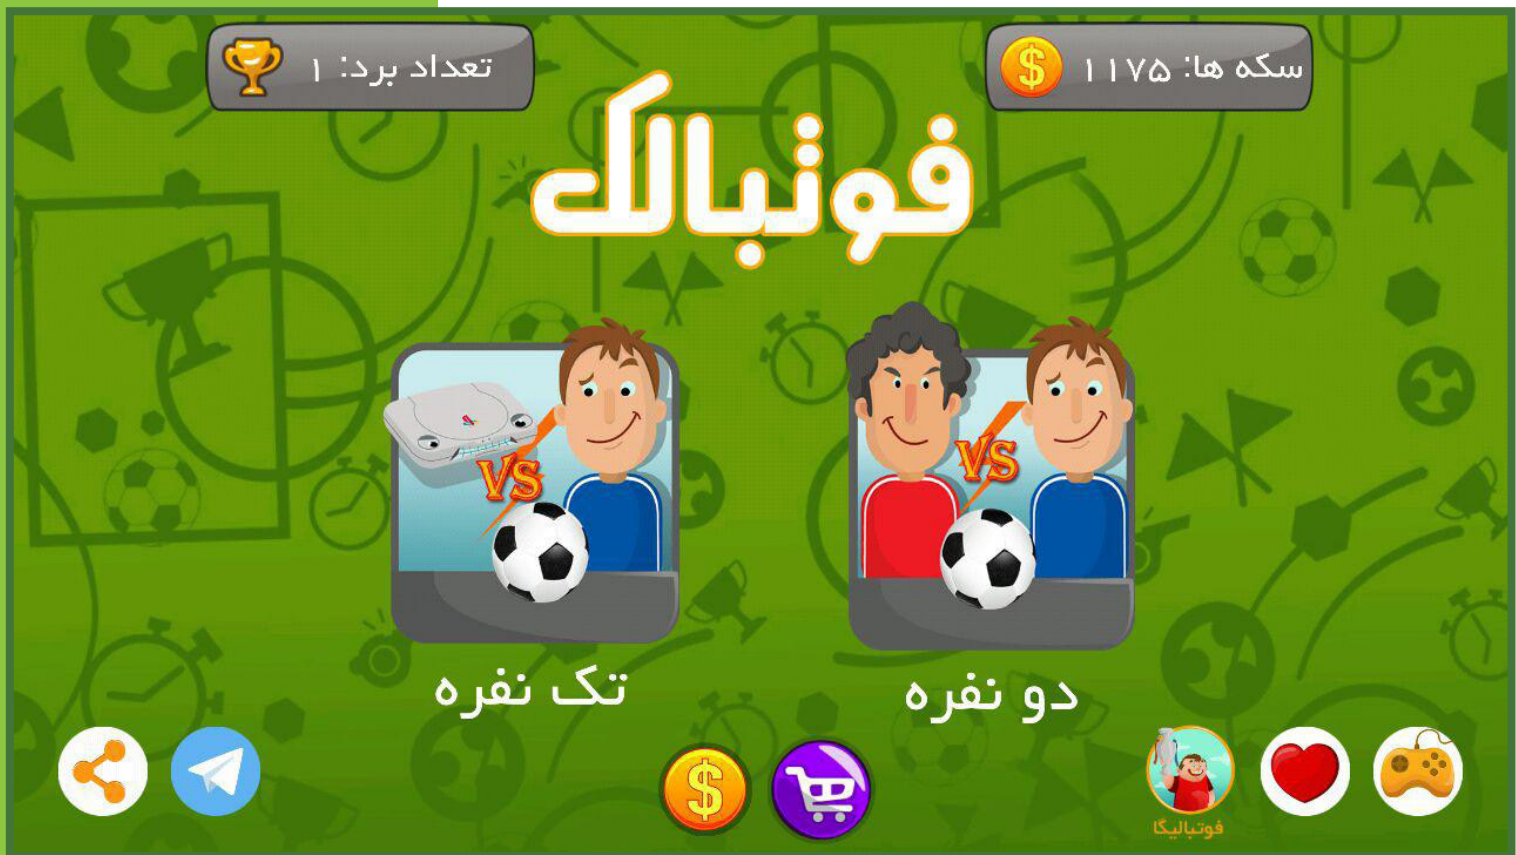 سکه ها: ۱۱۷۵
تعداد برد: ۱
فوتبالک
VS
VS
دو نفره
تک نفره
فوتبالیگا